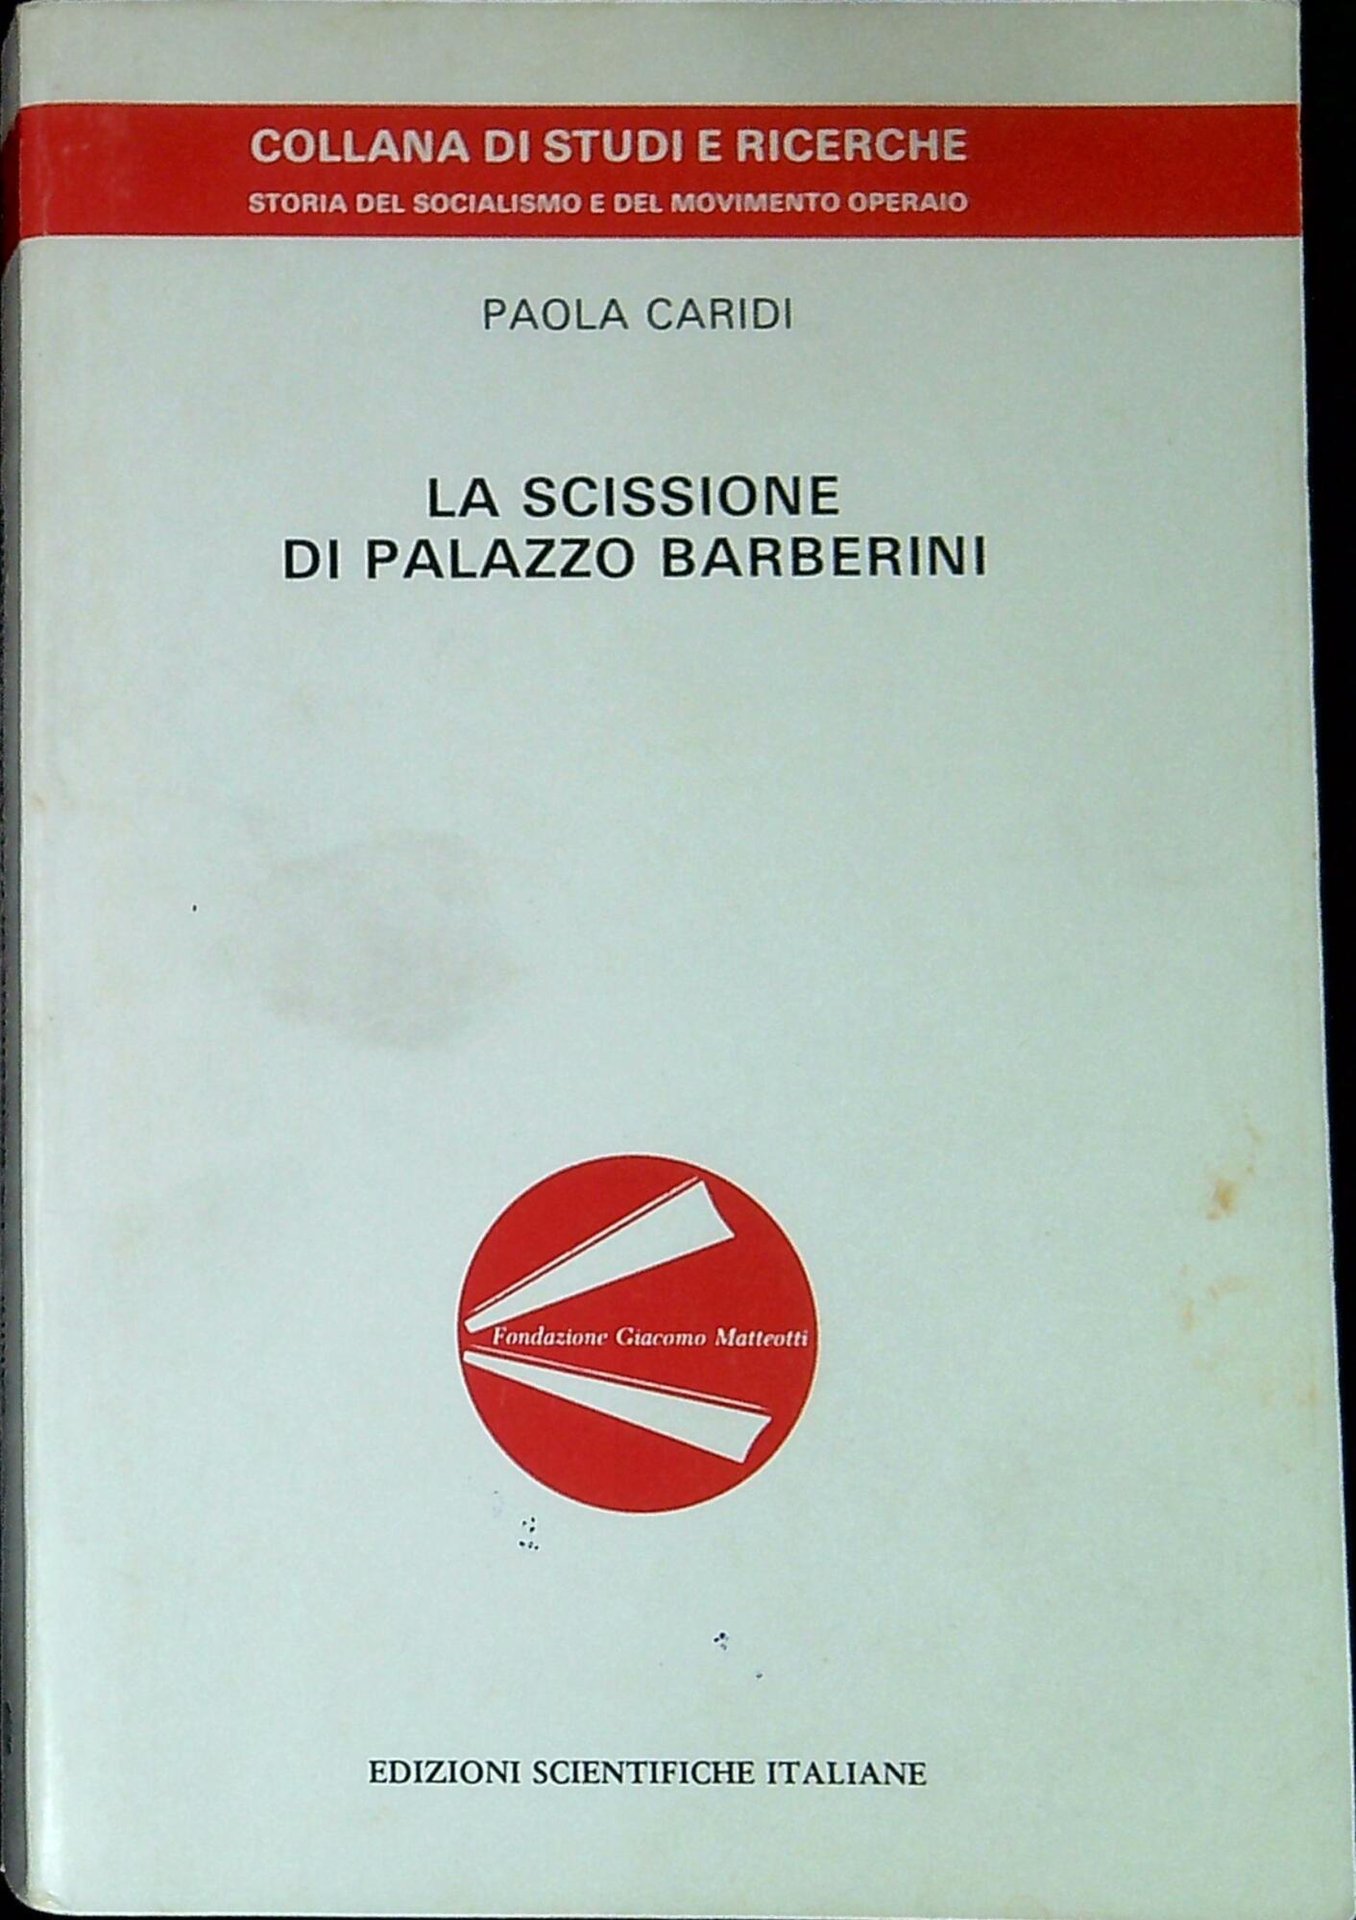 COLLANA DI STUDI E RICERCHE
STORIA DEL SOCIALISMO E DEL MOVIMENTO OPERAIO
PAOLA CARIDI
LA SCISSIONE
DI PALAZZO BARBERINI
Fondazione Giacomo Matteotti
EDIZIONI SCIENTIFICHE ITALIANE